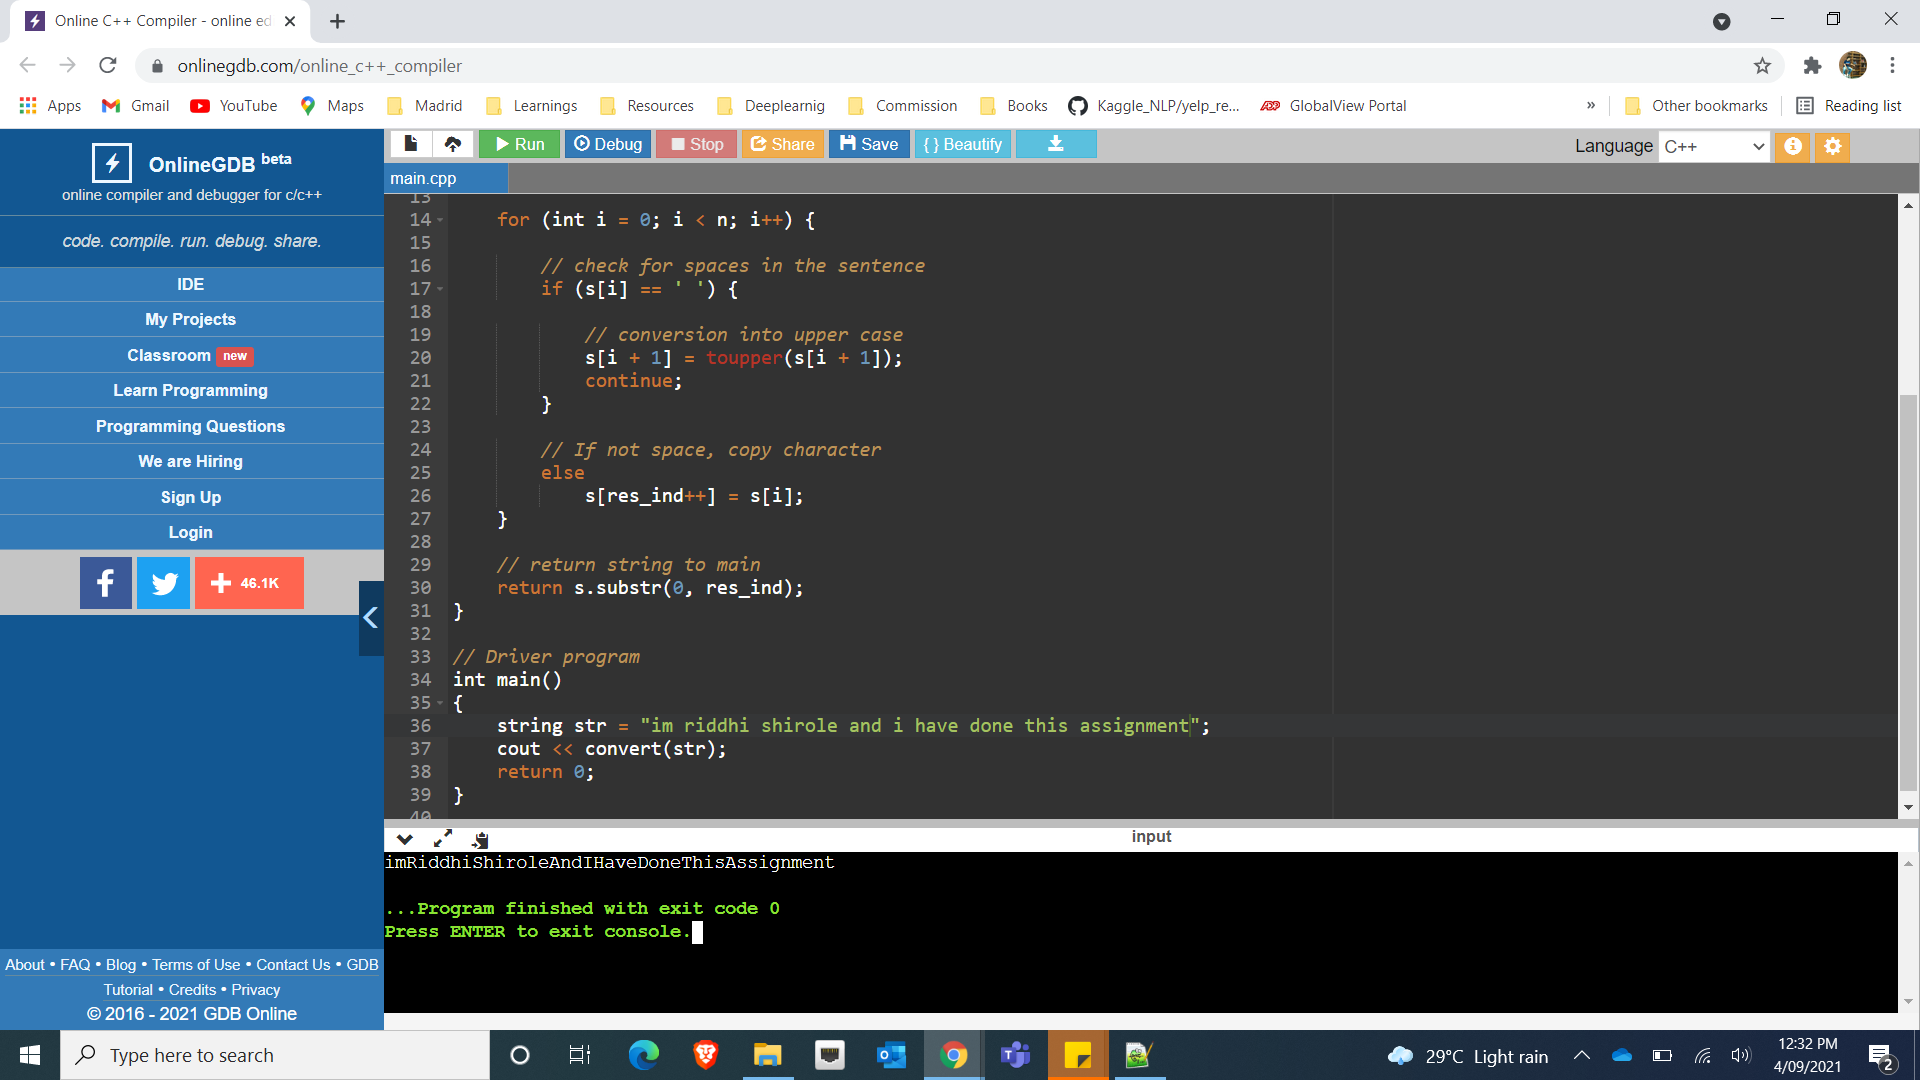 Online C++ Compiler - online ed
onlinegdb.com/online_c++_compiler
Apps Gmail YouTube Maps Madrid Learnings Resources Deeplearnig Commission Books Kaggle_NLP/yelp_re... GlobalView Portal » Other bookmarks Reading list
OnlineGDB beta
online compiler and debugger for c/c++
code. compile. run. debug. share.
IDE
My Projects
Classroom new
Learn Programming
Programming Questions
We are Hiring
Sign Up
Login
46.1K
About • FAQ • Blog • Terms of Use • Contact Us • GDB
Tutorial • Credits • Privacy
© 2016 - 2021 GDB Online
Run Debug Stop Share Save { } Beautify Language C++
main.cpp
13
14 for (int i = 0; i < n; i++) {
15
16 // check for spaces in the sentence
17 if (s[i] == ' ') {
18
19 // conversion into upper case
20 s[i + 1] = toupper(s[i + 1]);
21 continue;
22 }
23
24 // If not space, copy character
25 else
26 s[res_ind++] = s[i];
27 }
28
29 // return string to main
30 return s.substr(0, res_ind);
31 }
32
33 // Driver program
34 int main()
35 {
36 string str = "im riddhi shirole and i have done this assignment";
37 cout << convert(str);
38 return 0;
39 }
40
input
imRiddhiShiroleAndIHaveDoneThisAssignment
...Program finished with exit code 0
Press ENTER to exit console.
Type here to search
29°C Light rain
12:32 PM
4/09/2021
2